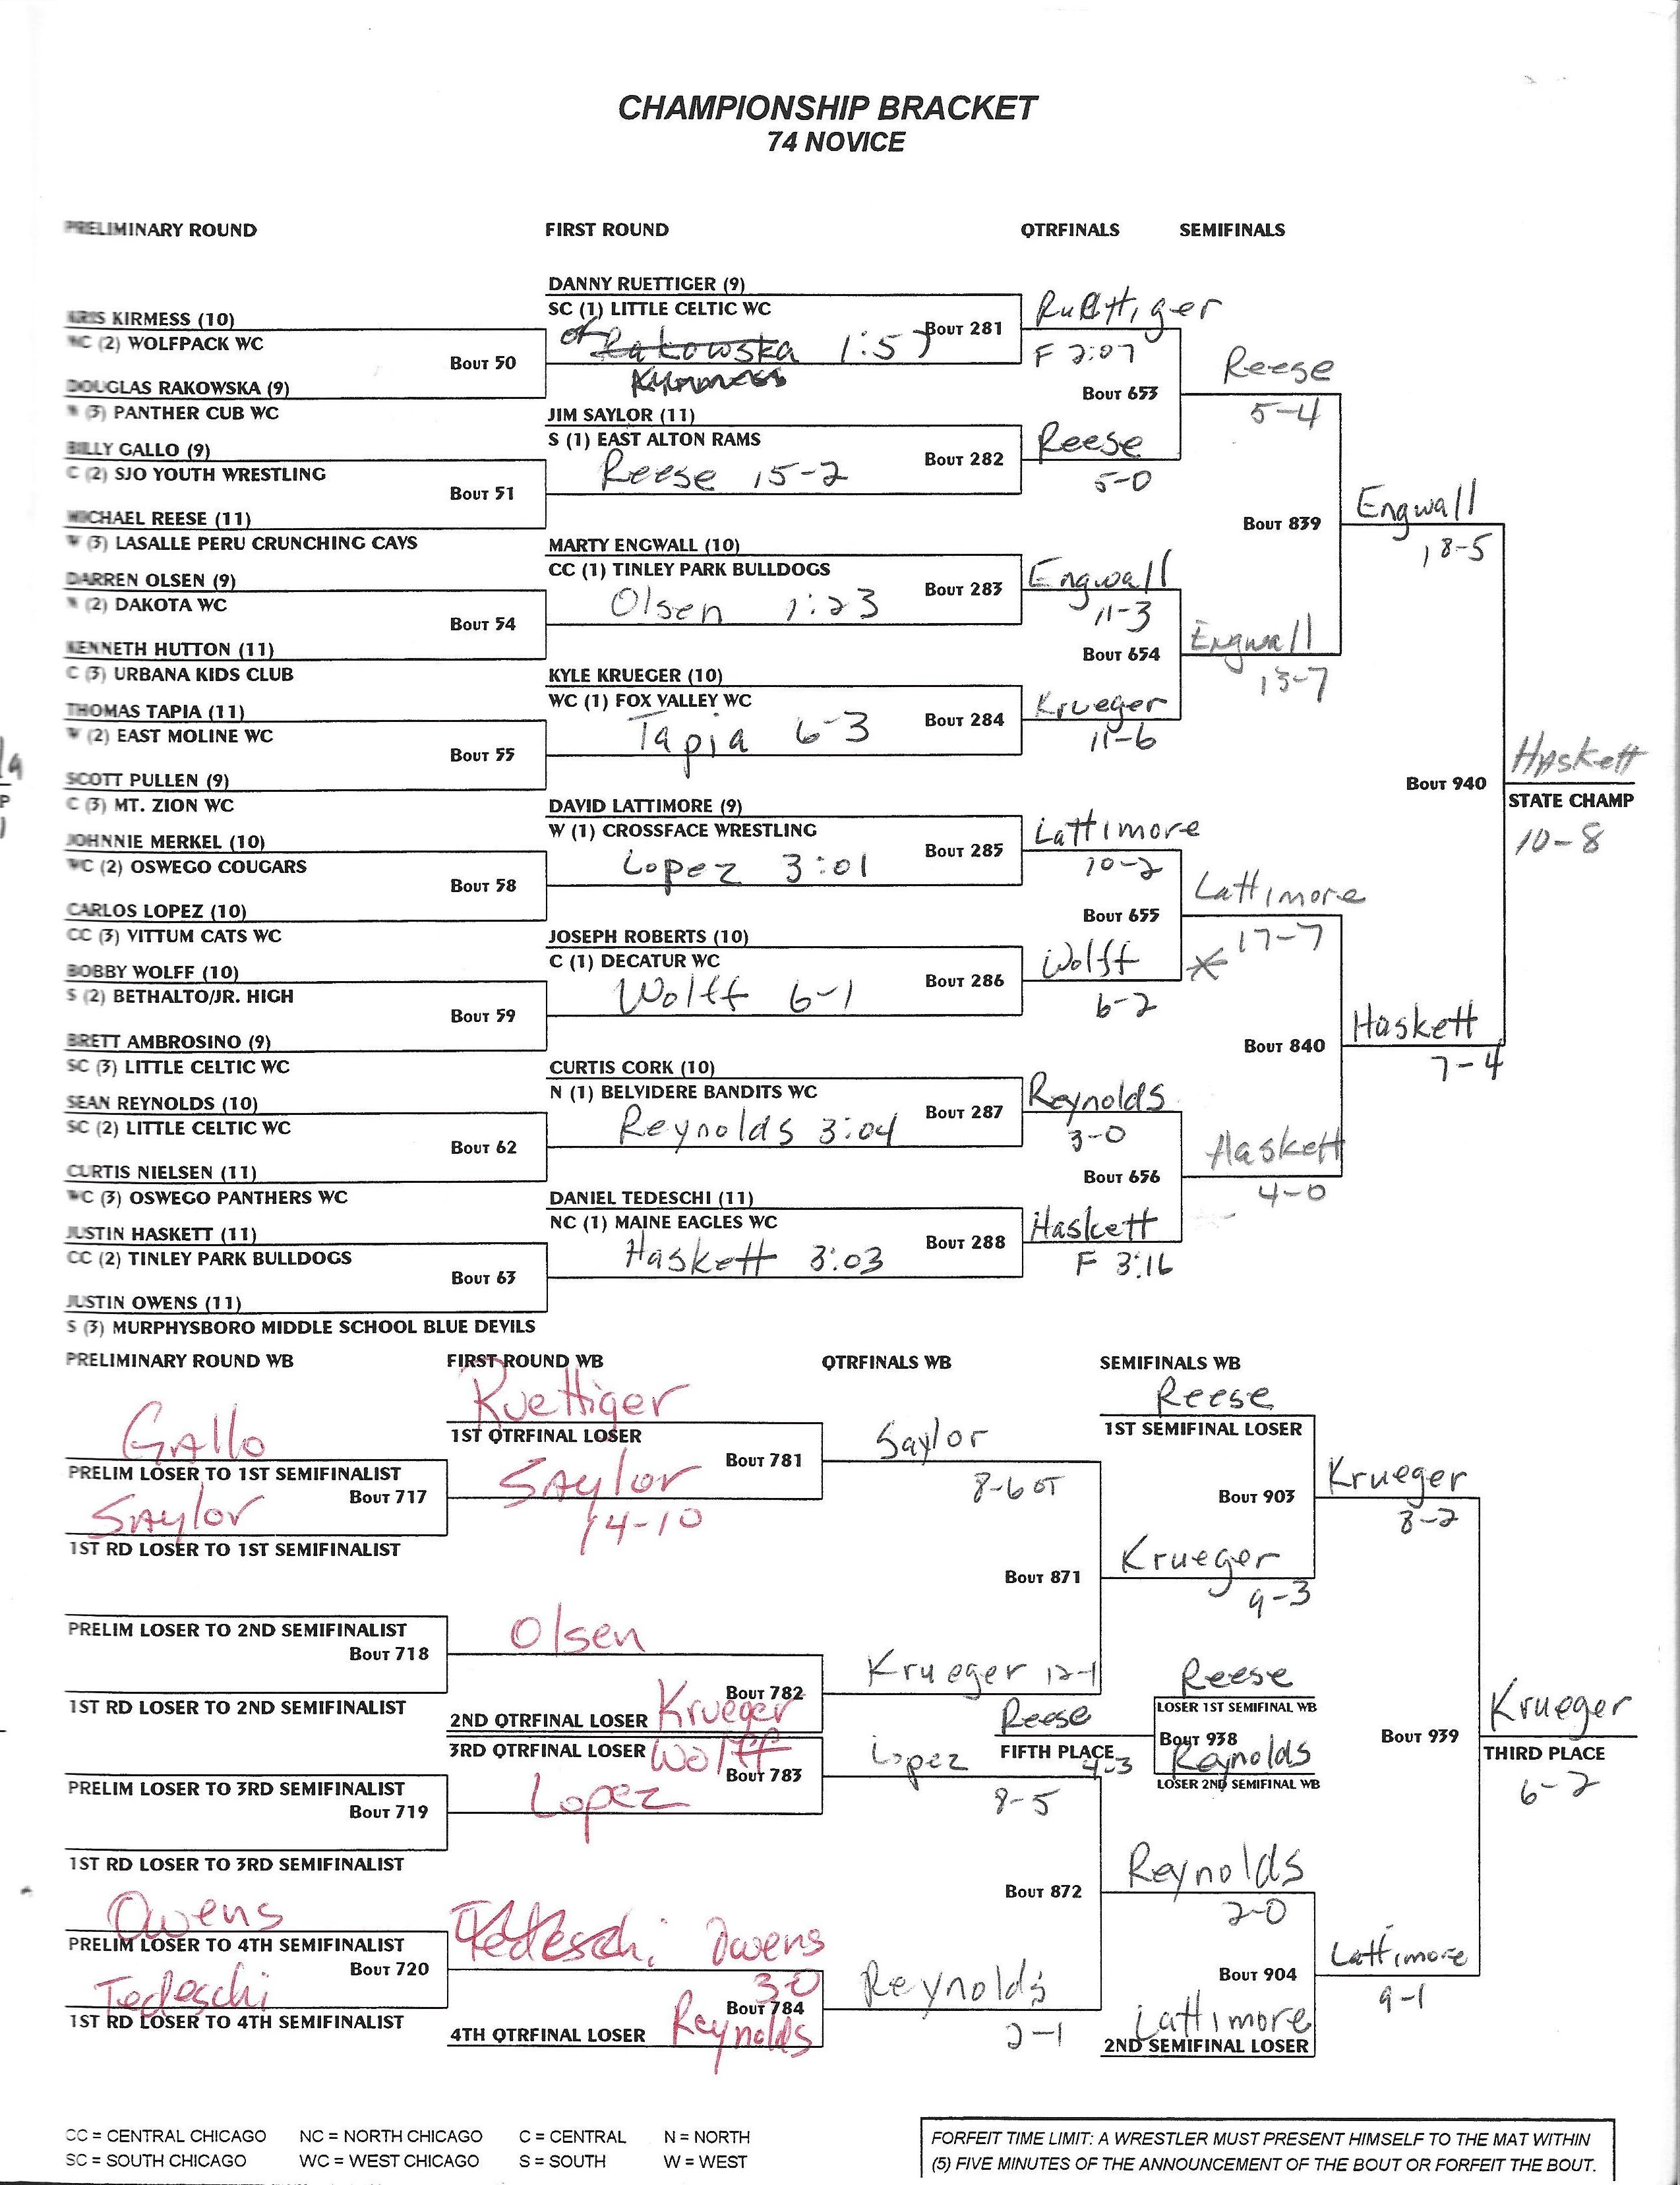 CHAMPIONSHIP BRACKET
74 NOVICE
PRELIMINARY ROUND
FIRST ROUND
QTRFINALS
SEMIFINALS
KRIS KIRMESS (10)
WC (2) WOLFPACK WC
BOUT 50
DOUGLAS RAKOWSKA (9)
N (3) PANTHER CUB WC
BILLY GALLO (9)
C (2) SJO YOUTH WRESTLING
BOUT 51
MICHAEL REESE (11)
W (3) LASALLE PERU CRUNCHING CAVS
DARREN OLSEN (9)
N (2) DAKOTA WC
BOUT 54
KENNETH HUTTON (11)
C (3) URBANA KIDS CLUB
THOMAS TAPIA (11)
W (2) EAST MOLINE WC
BOUT 55
SCOTT PULLEN (9)
C (3) MT. ZION WC
JOHNNIE MERKEL (10)
WC (2) OSWEGO COUGARS
BOUT 58
CARLOS LOPEZ (10)
CC (3) VITTUM CATS WC
BOBBY WOLFF (10)
S (2) BETHALTO/JR. HIGH
BOUT 59
BRETT AMBROSINO (9)
SC (3) LITTLE CELTIC WC
SEAN REYNOLDS (10)
SC (2) LITTLE CELTIC WC
BOUT 62
CURTIS NIELSEN (11)
WC (3) OSWEGO PANTHERS WC
JUSTIN HASKETT (11)
CC (2) TINLEY PARK BULLDOGS
BOUT 63
JUSTIN OWENS (11)
S (3) MURPHYSBORO MIDDLE SCHOOL BLUE DEVILS
DANNY RUETTIGER (9)
SC (1) LITTLE CELTIC WC
Rakowska 1:57
Kirmess
BOUT 281
JIM SAYLOR (11)
S (1) EAST ALTON RAMS
Reese 15-2
BOUT 282
MARTY ENGWALL (10)
CC (1) TINLEY PARK BULLDOGS
Olsen 1:23
BOUT 283
KYLE KRUEGER (10)
WC (1) FOX VALLEY WC
Tapia 6-3
BOUT 284
DAVID LATTIMORE (9)
W (1) CROSSFACE WRESTLING
Lopez 3:01
BOUT 285
JOSEPH ROBERTS (10)
C (1) DECATUR WC
Wolff 6-1
BOUT 286
CURTIS CORK (10)
N (1) BELVIDERE BANDITS WC
Reynolds 3:04
BOUT 287
DANIEL TEDESCHI (11)
NC (1) MAINE EAGLES WC
Haskett 3:03
BOUT 288
Ruettiger
F 2:07
BOUT 653
Reese
5-0
Engwall
11-3
BOUT 654
Krueger
11-6
Lattimore
10-2
BOUT 655
Wolff
6-2
Reynolds
3-0
BOUT 656
Haskett
F 3:16
Reese
5-4
BOUT 839
Engwall
13-7
Lattimore
17-7
BOUT 840
Haskett
4-0
Engwall
18-5
BOUT 940
Haskett
7-4
Haskett
STATE CHAMP
10-8
PRELIMINARY ROUND WB
FIRST ROUND WB
QTRFINALS WB
SEMIFINALS WB
Gallo
PRELIM LOSER TO 1ST SEMIFINALIST
BOUT 717
Saylor
1ST RD LOSER TO 1ST SEMIFINALIST
PRELIM LOSER TO 2ND SEMIFINALIST
BOUT 718
1ST RD LOSER TO 2ND SEMIFINALIST
PRELIM LOSER TO 3RD SEMIFINALIST
BOUT 719
1ST RD LOSER TO 3RD SEMIFINALIST
Owens
PRELIM LOSER TO 4TH SEMIFINALIST
BOUT 720
Tedeschi
1ST RD LOSER TO 4TH SEMIFINALIST
Ruettiger
1ST QTRFINAL LOSER
BOUT 781
Saylor
14-10
Olsen
BOUT 782
2ND QTRFINAL LOSER Krueger
3RD QTRFINAL LOSER Wolff
BOUT 783
Lopez
Tedeschi Owens
3-0
BOUT 784
4TH QTRFINAL LOSER Reynolds
Saylor
8-6 OT
BOUT 871
Krueger 12-1
Lopez
8-5
BOUT 872
Reynolds
2-1
Reese
1ST SEMIFINAL LOSER
BOUT 903
Krueger
9-3
Reese
LOSER 1ST SEMIFINAL WB
Reese
BOUT 938
FIFTH PLACE
4-3
Reynolds
LOSER 2ND SEMIFINAL WB
Reynolds
2-0
BOUT 904
Lattimore
2ND SEMIFINAL LOSER
Krueger
8-2
BOUT 939
Lattimore
9-1
Krueger
THIRD PLACE
6-2
CC = CENTRAL CHICAGO NC = NORTH CHICAGO C = CENTRAL N = NORTH
SC = SOUTH CHICAGO WC = WEST CHICAGO S = SOUTH W = WEST
FORFEIT TIME LIMIT: A WRESTLER MUST PRESENT HIMSELF TO THE MAT WITHIN
(5) FIVE MINUTES OF THE ANNOUNCEMENT OF THE BOUT OR FORFEIT THE BOUT.